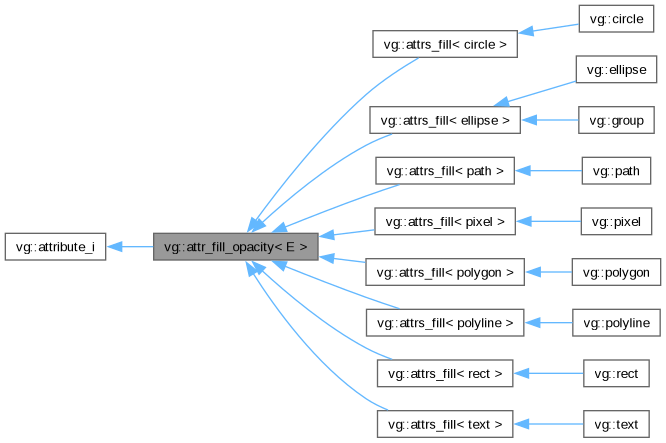 vg::attribute_i
vg::attr_fill_opacity< E >
vg::attrs_fill< circle >
vg::attrs_fill< ellipse >
vg::attrs_fill< path >
vg::attrs_fill< pixel >
vg::attrs_fill< polygon >
vg::attrs_fill< polyline >
vg::attrs_fill< rect >
vg::attrs_fill< text >
vg::circle
vg::ellipse
vg::group
vg::path
vg::pixel
vg::polygon
vg::polyline
vg::rect
vg::text